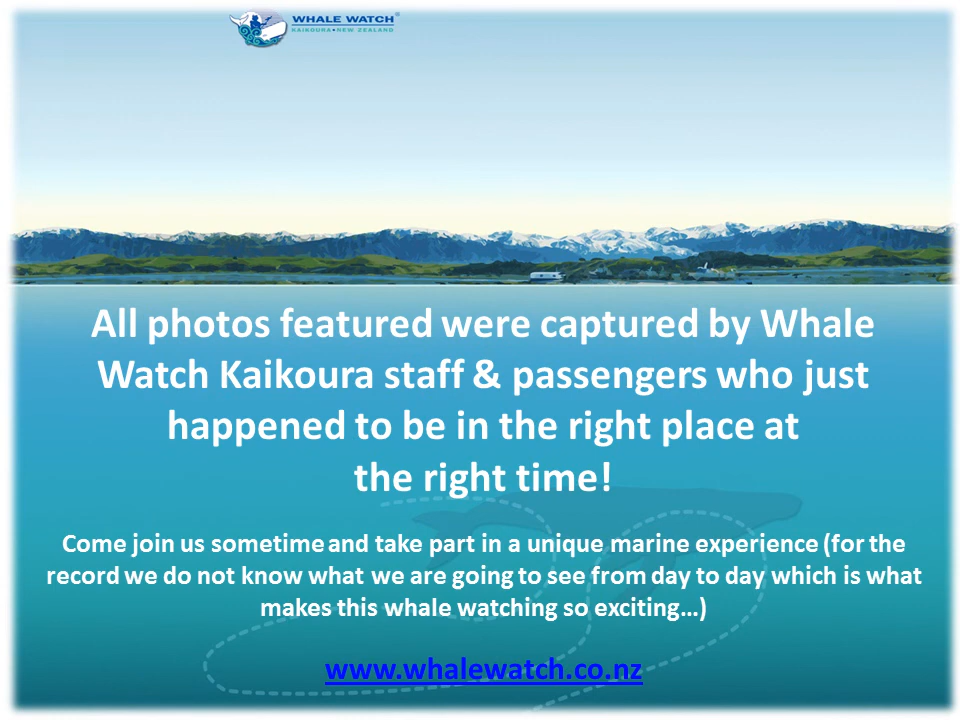 WHALE WATCH®
KAIKOURA • NEW ZEALAND
All photos featured were captured by Whale
Watch Kaikoura staff & passengers who just
happened to be in the right place at
the right time!
Come join us sometime and take part in a unique marine experience (for the
record we do not know what we are going to see from day to day which is what
makes this whale watching so exciting…)
www.whalewatch.co.nz